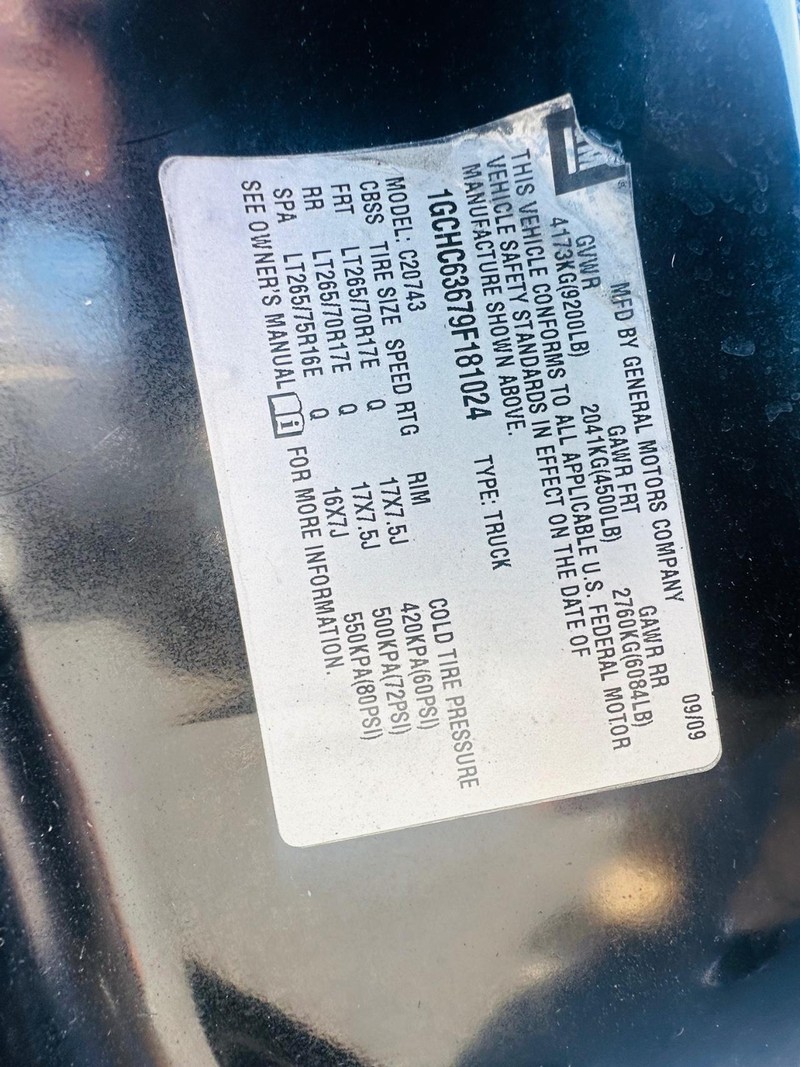 MFD BY GENERAL MOTORS COMPANY 09/09
GVWR GAWR FRT GAWR RR
4173KG(9200LB) 2041KG(4500LB) 2760KG(6084LB)
THIS VEHICLE CONFORMS TO ALL APPLICABLE U.S. FEDERAL MOTOR
VEHICLE SAFETY STANDARDS IN EFFECT ON THE DATE OF
MANUFACTURE SHOWN ABOVE.
1GCHC63679F181024 TYPE: TRUCK
MODEL: C20743
CBSS TIRE SIZE SPEED RTG RIM COLD TIRE PRESSURE
FRT LT265/70R17E Q 17X7.5J 420KPA(60PSI)
RR LT265/70R17E Q 17X7.5J 500KPA(72PSI)
SPA LT265/75R16E Q 16X7J 550KPA(80PSI)
SEE OWNER'S MANUAL FOR MORE INFORMATION.